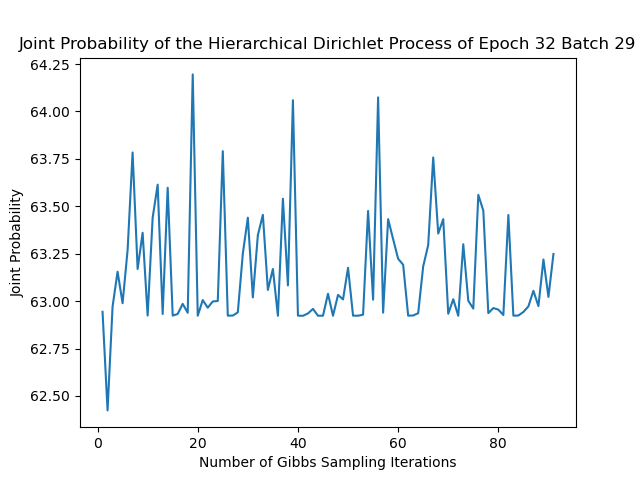 Joint Probability of the Hierarchical Dirichlet Process of Epoch 32 Batch 29
64.25
64.00
63.75
63.50
63.25
63.00
62.75
62.50
Joint Probability
0 20 40 60 80
Number of Gibbs Sampling Iterations